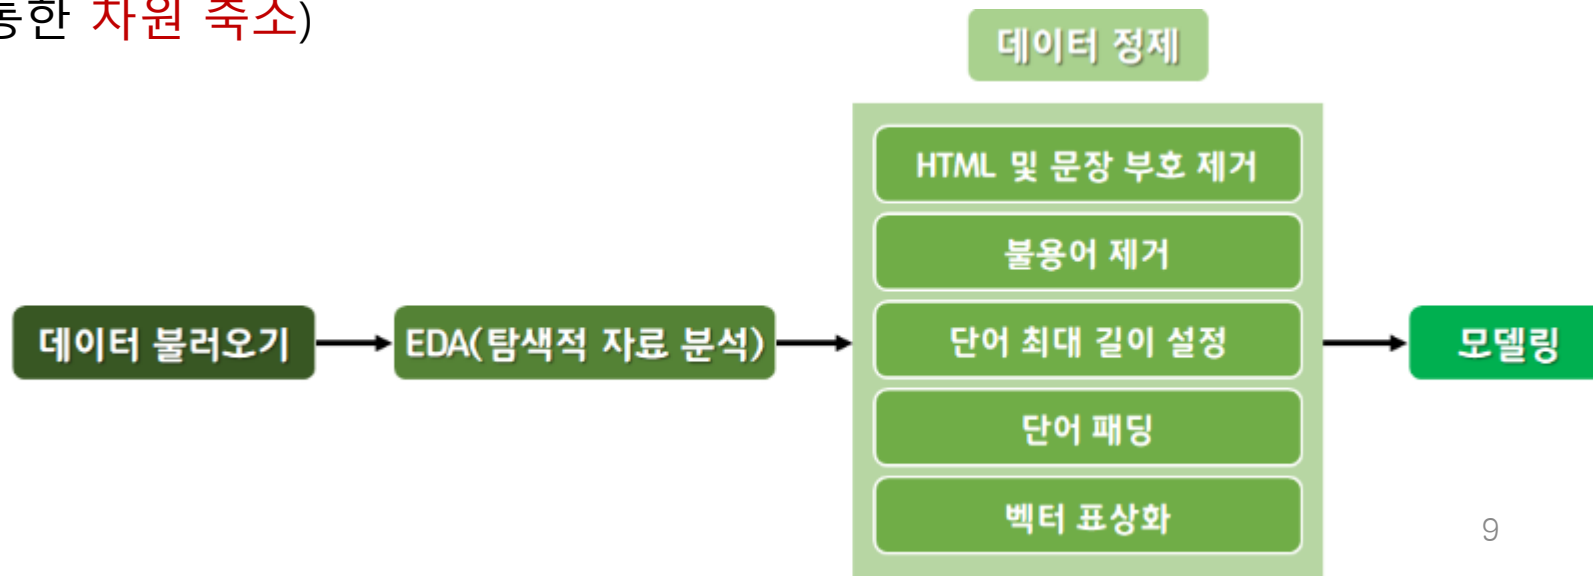 통한 차원 축소)
데이터 정제
HTML 및 문장 부호 제거
불용어 제거
데이터 불러오기
EDA(탐색적 자료 분석)
단어 최대 길이 설정
모델링
단어 패딩
벡터 표상화
9